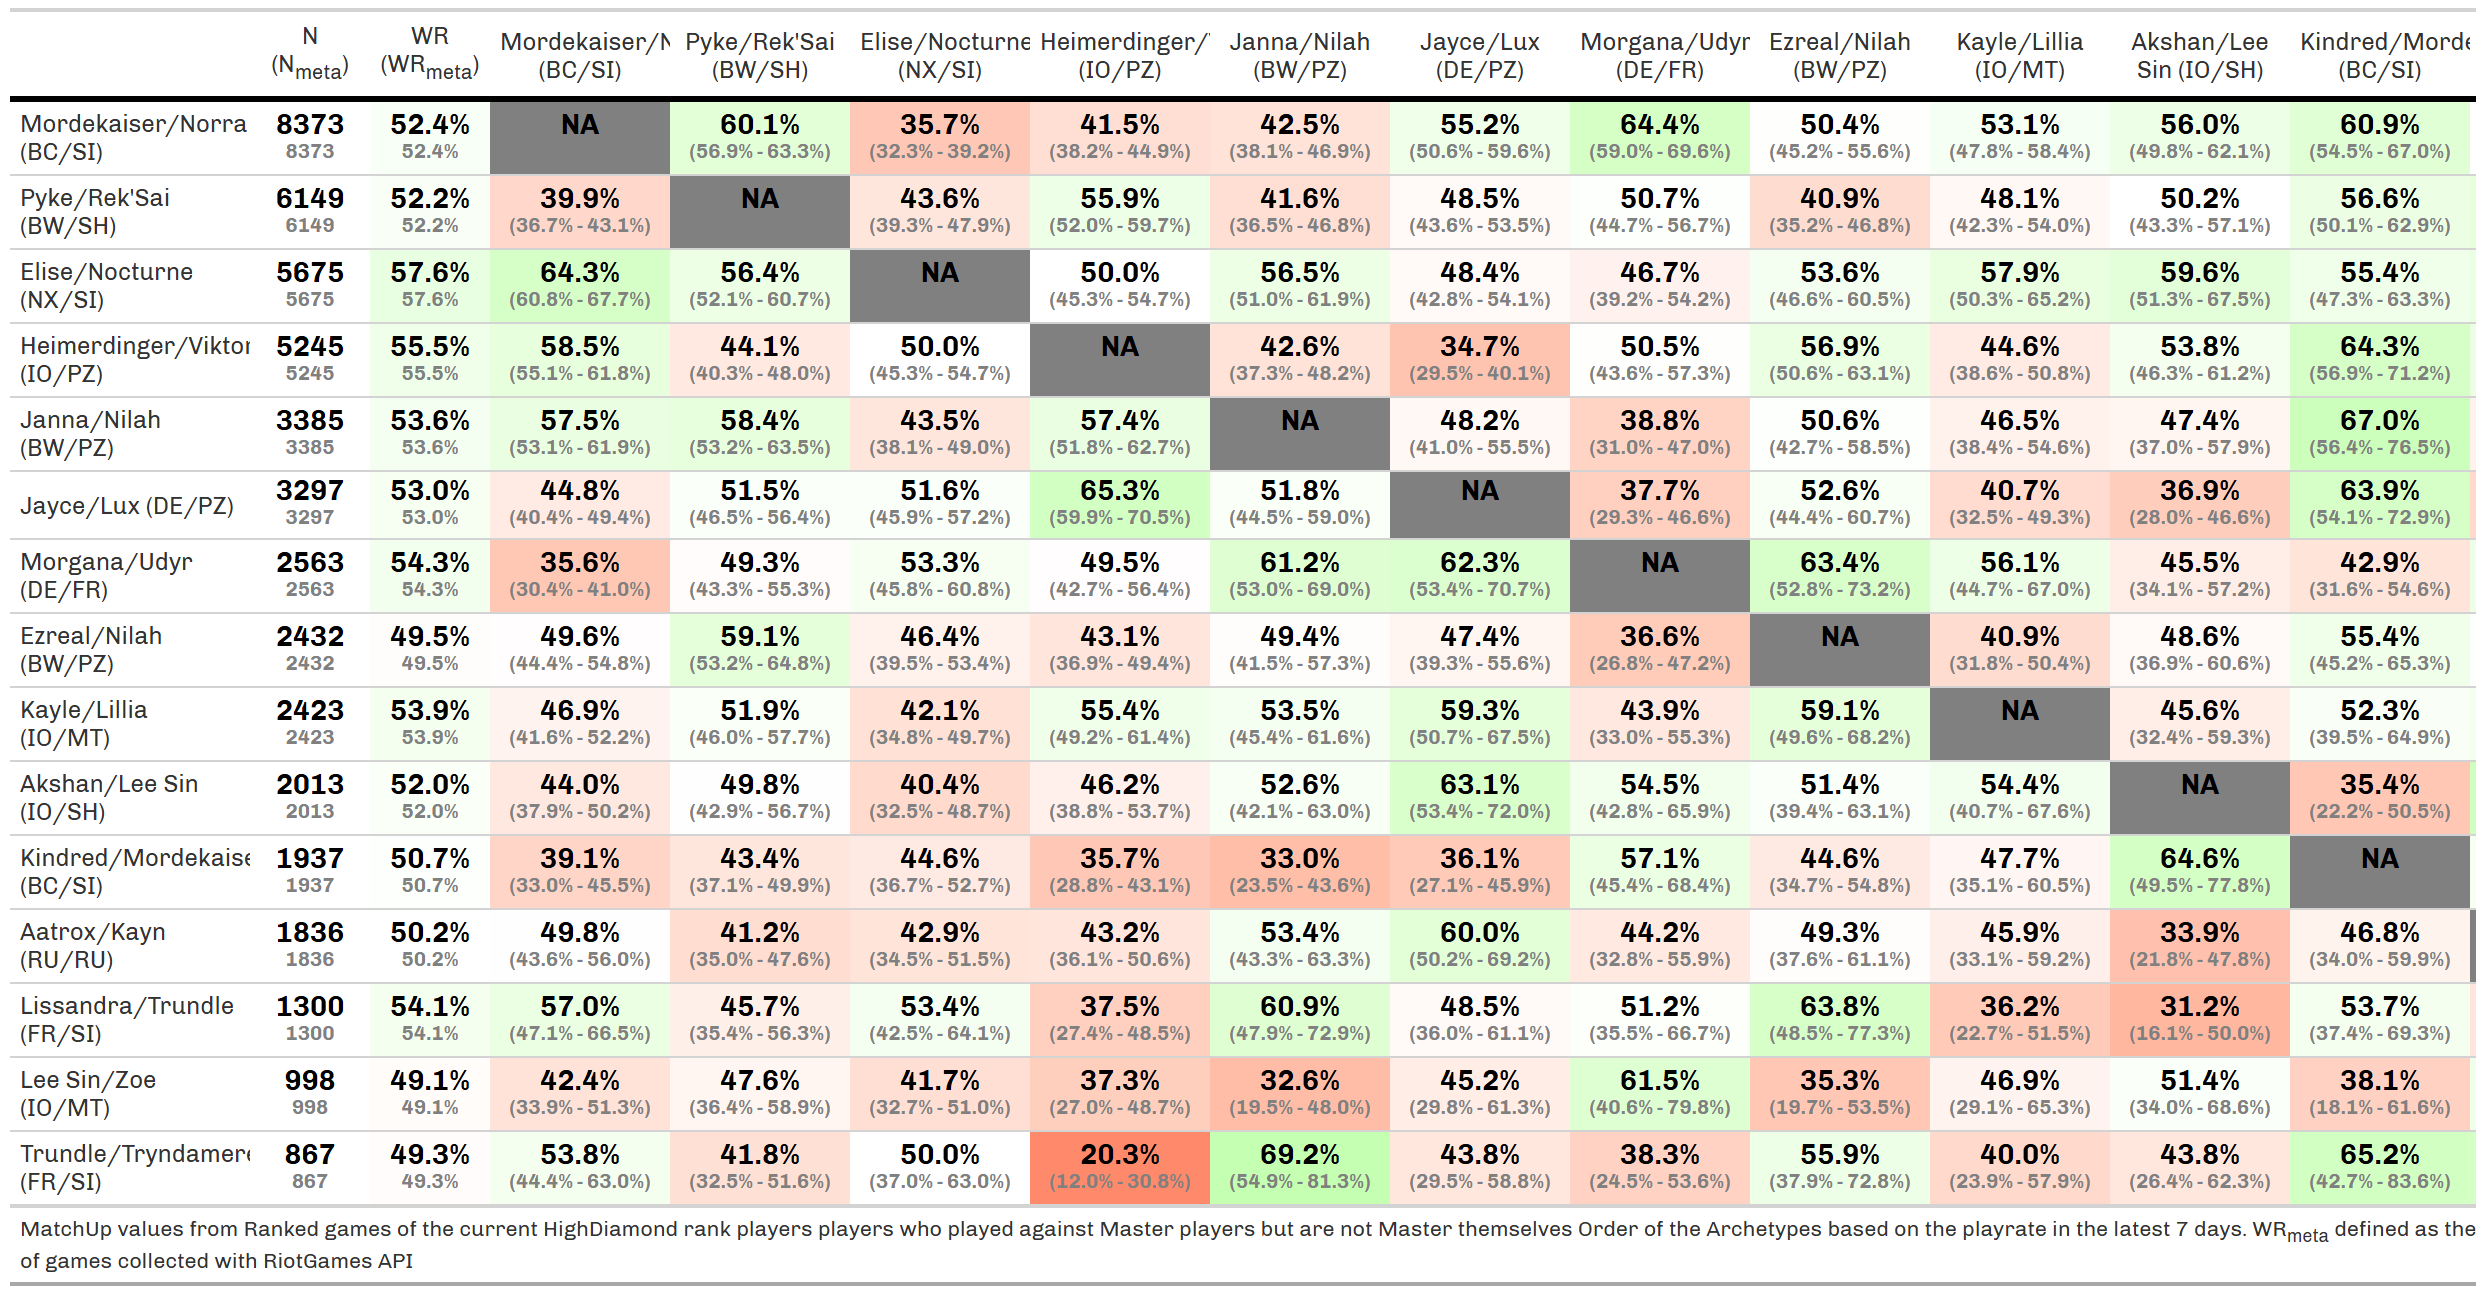 N WR Mordekaiser/N Pyke/Rek'Sai Elise/Nocturne Heimerdinger/ Janna/Nilah Jayce/Lux Morgana/Udyr Ezreal/Nilah Kayle/Lillia Akshan/Lee Kindred/Morde
(Nmeta) (WRmeta) (BC/SI) (BW/SH) (NX/SI) (IO/PZ) (BW/PZ) (DE/PZ) (DE/FR) (BW/PZ) (IO/MT) Sin (IO/SH) (BC/SI)
Mordekaiser/Norra 8373 52.4% NA 60.1% 35.7% 41.5% 42.5% 55.2% 64.4% 50.4% 53.1% 56.0% 60.9%
(BC/SI) 8373 52.4% (56.9% - 63.3%) (32.3% - 39.2%) (38.2% - 44.9%) (38.1% - 46.9%) (50.6% - 59.6%) (59.0% - 69.6%) (45.2% - 55.6%) (47.8% - 58.4%) (49.8% - 62.1%) (54.5% - 67.0%)
Pyke/Rek'Sai 6149 52.2% 39.9% NA 43.6% 55.9% 41.6% 48.5% 50.7% 40.9% 48.1% 50.2% 56.6%
(BW/SH) 6149 52.2% (36.7% - 43.1%) (39.3% - 47.9%) (52.0% - 59.7%) (36.5% - 46.8%) (43.6% - 53.5%) (44.7% - 56.7%) (35.2% - 46.8%) (42.3% - 54.0%) (43.3% - 57.1%) (50.1% - 62.9%)
Elise/Nocturne 5675 57.6% 64.3% 56.4% NA 50.0% 56.5% 48.4% 46.7% 53.6% 57.9% 59.6% 55.4%
(NX/SI) 5675 57.6% (60.8% - 67.7%) (52.1% - 60.7%) (45.3% - 54.7%) (51.0% - 61.9%) (42.8% - 54.1%) (39.2% - 54.2%) (46.6% - 60.5%) (50.3% - 65.2%) (51.3% - 67.5%) (47.3% - 63.3%)
Heimerdinger/Viktor 5245 55.5% 58.5% 44.1% 50.0% NA 42.6% 34.7% 50.5% 56.9% 44.6% 53.8% 64.3%
(IO/PZ) 5245 55.5% (55.1% - 61.8%) (40.3% - 48.0%) (45.3% - 54.7%) (37.3% - 48.2%) (29.5% - 40.1%) (43.6% - 57.3%) (50.6% - 63.1%) (38.6% - 50.8%) (46.3% - 61.2%) (56.9% - 71.2%)
Janna/Nilah 3385 53.6% 57.5% 58.4% 43.5% 57.4% NA 48.2% 38.8% 50.6% 46.5% 47.4% 67.0%
(BW/PZ) 3385 53.6% (53.1% - 61.9%) (53.2% - 63.5%) (38.1% - 49.0%) (51.8% - 62.7%) (41.0% - 55.5%) (31.0% - 47.0%) (42.7% - 58.5%) (38.4% - 54.6%) (37.0% - 57.9%) (56.4% - 76.5%)
Jayce/Lux (DE/PZ) 3297 53.0% 44.8% 51.5% 51.6% 65.3% 51.8% NA 37.7% 52.6% 40.7% 36.9% 63.9%
3297 53.0% (40.4% - 49.4%) (46.5% - 56.4%) (45.9% - 57.2%) (59.9% - 70.5%) (44.5% - 59.0%) (29.3% - 46.6%) (44.4% - 60.7%) (32.5% - 49.3%) (28.0% - 46.6%) (54.1% - 72.9%)
Morgana/Udyr 2563 54.3% 35.6% 49.3% 53.3% 49.5% 61.2% 62.3% NA 63.4% 56.1% 45.5% 42.9%
(DE/FR) 2563 54.3% (30.4% - 41.0%) (43.3% - 55.3%) (45.8% - 60.8%) (42.7% - 56.4%) (53.0% - 69.0%) (53.4% - 70.7%) (52.8% - 73.2%) (44.7% - 67.0%) (34.1% - 57.2%) (31.6% - 54.6%)
Ezreal/Nilah 2432 49.5% 49.6% 59.1% 46.4% 43.1% 49.4% 47.4% 36.6% NA 40.9% 48.6% 55.4%
(BW/PZ) 2432 49.5% (44.4% - 54.8%) (53.2% - 64.8%) (39.5% - 53.4%) (36.9% - 49.4%) (41.5% - 57.3%) (39.3% - 55.6%) (26.8% - 47.2%) (31.8% - 50.4%) (36.9% - 60.6%) (45.2% - 65.3%)
Kayle/Lillia 2423 53.9% 46.9% 51.9% 42.1% 55.4% 53.5% 59.3% 43.9% 59.1% NA 45.6% 52.3%
(IO/MT) 2423 53.9% (41.6% - 52.2%) (46.0% - 57.7%) (34.8% - 49.7%) (49.2% - 61.4%) (45.4% - 61.6%) (50.7% - 67.5%) (33.0% - 55.3%) (49.6% - 68.2%) (32.4% - 59.3%) (39.5% - 64.9%)
Akshan/Lee Sin 2013 52.0% 44.0% 49.8% 40.4% 46.2% 52.6% 63.1% 54.5% 51.4% 54.4% NA 35.4%
(IO/SH) 2013 52.0% (37.9% - 50.2%) (42.9% - 56.7%) (32.5% - 48.7%) (38.8% - 53.7%) (42.1% - 63.0%) (53.4% - 72.0%) (42.8% - 65.9%) (39.4% - 63.1%) (40.7% - 67.6%) (22.2% - 50.5%)
Kindred/Mordekaise 1937 50.7% 39.1% 43.4% 44.6% 35.7% 33.0% 36.1% 57.1% 44.6% 47.7% 64.6% NA
(BC/SI) 1937 50.7% (33.0% - 45.5%) (37.1% - 49.9%) (36.7% - 52.7%) (28.8% - 43.1%) (23.5% - 43.6%) (27.1% - 45.9%) (45.4% - 68.4%) (34.7% - 54.8%) (35.1% - 60.5%) (49.5% - 77.8%)
Aatrox/Kayn 1836 50.2% 49.8% 41.2% 42.9% 43.2% 53.4% 60.0% 44.2% 49.3% 45.9% 33.9% 46.8%
(RU/RU) 1836 50.2% (43.6% - 56.0%) (35.0% - 47.6%) (34.5% - 51.5%) (36.1% - 50.6%) (43.3% - 63.3%) (50.2% - 69.2%) (32.8% - 55.9%) (37.6% - 61.1%) (33.1% - 59.2%) (21.8% - 47.8%) (34.0% - 59.9%)
Lissandra/Trundle 1300 54.1% 57.0% 45.7% 53.4% 37.5% 60.9% 48.5% 51.2% 63.8% 36.2% 31.2% 53.7%
(FR/SI) 1300 54.1% (47.1% - 66.5%) (35.4% - 56.3%) (42.5% - 64.1%) (27.4% - 48.5%) (47.9% - 72.9%) (36.0% - 61.1%) (35.5% - 66.7%) (48.5% - 77.3%) (22.7% - 51.5%) (16.1% - 50.0%) (37.4% - 69.3%)
Lee Sin/Zoe 998 49.1% 42.4% 47.6% 41.7% 37.3% 32.6% 45.2% 61.5% 35.3% 46.9% 51.4% 38.1%
(IO/MT) 998 49.1% (33.9% - 51.3%) (36.4% - 58.9%) (32.7% - 51.0%) (27.0% - 48.7%) (19.5% - 48.0%) (29.8% - 61.3%) (40.6% - 79.8%) (19.7% - 53.5%) (29.1% - 65.3%) (34.0% - 68.6%) (18.1% - 61.6%)
Trundle/Tryndamere 867 49.3% 53.8% 41.8% 50.0% 20.3% 69.2% 43.8% 38.3% 55.9% 40.0% 43.8% 65.2%
(FR/SI) 867 49.3% (44.4% - 63.0%) (32.5% - 51.6%) (37.0% - 63.0%) (12.0% - 30.8%) (54.9% - 81.3%) (29.5% - 58.8%) (24.5% - 53.6%) (37.9% - 72.8%) (23.9% - 57.9%) (26.4% - 62.3%) (42.7% - 83.6%)
MatchUp values from Ranked games of the current HighDiamond rank players players who played against Master players but are not Master themselves Order of the Archetypes based on the playrate in the latest 7 days. WRmeta defined as the
of games collected with RiotGames API